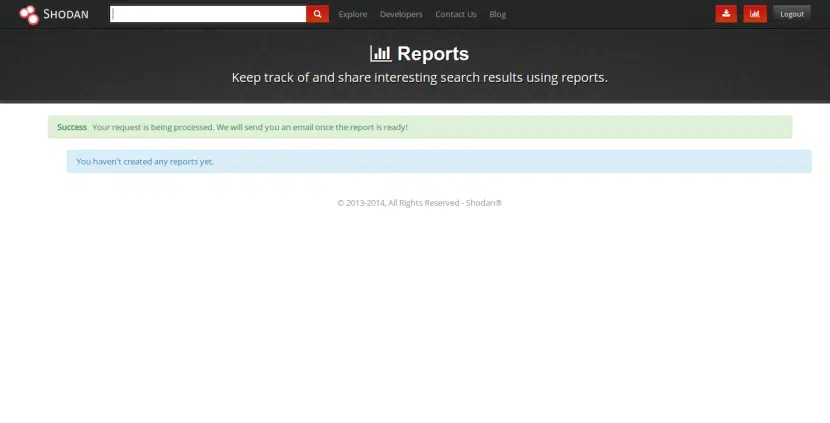 SHODAN Explore Developers Contact Us Blog Logout
Reports
Keep track of and share interesting search results using reports.
Success Your request is being processed. We will send you an email once the report is ready!
You haven't created any reports yet.
© 2013-2014, All Rights Reserved - Shodan®